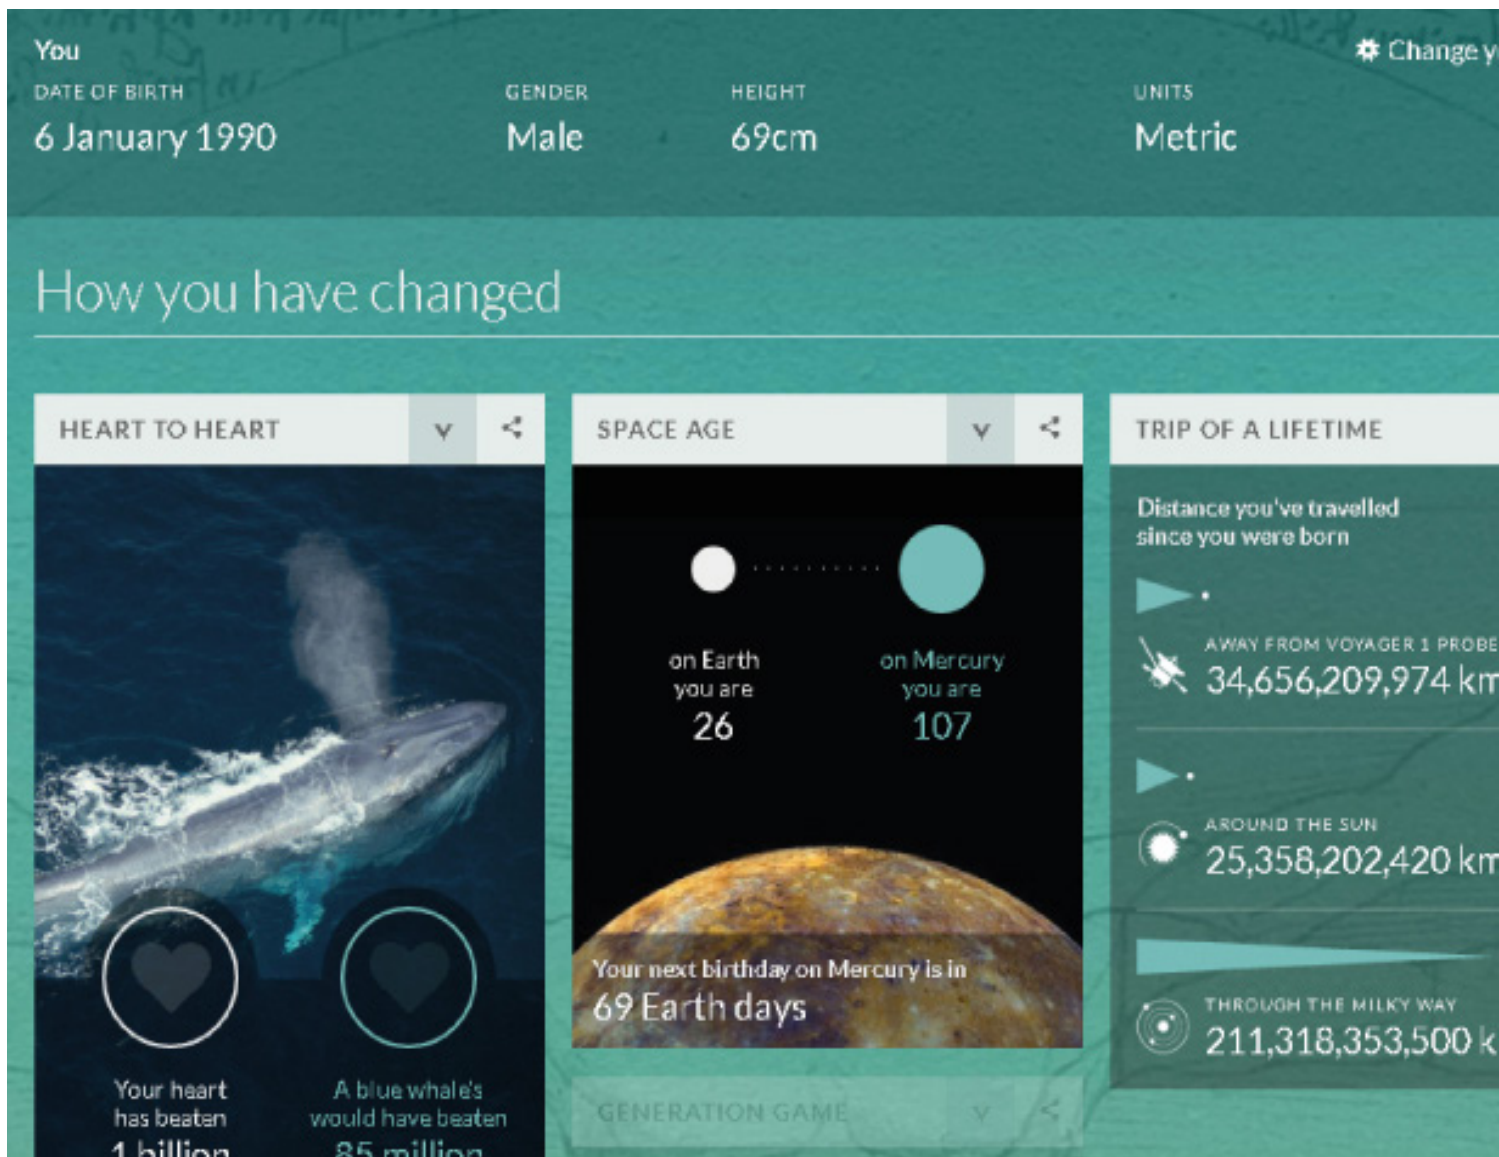 You
Change
DATE OF BIRTH
GENDER
HEIGHT
UNITS
6 January 1990
Male
69cm
Metric
How you have changed
HEART TO HEART
Your heart
has beaten
1 billion
A blue whale's
would have beaten
85 million
SPACE AGE
on Earth
you are
26
on Mercury
you are
107
Your next birthday on Mercury is in
69 Earth days
GENERATION GAME
TRIP OF A LIFETIME
Distance you've travelled
since you were born
AWAY FROM VOYAGER 1 PROBE
34,656,209,974 km
AROUND THE SUN
25,358,202,420 km
THROUGH THE MILKY WAY
211,318,353,500 k